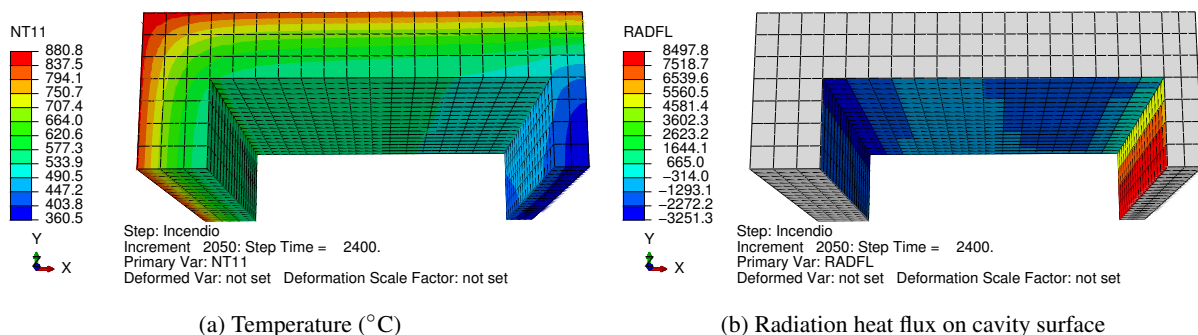 NT11
880.8
837.5
794.1
750.7
707.4
664.0
620.6
577.3
533.9
490.5
447.2
403.8
360.5
Y
X
Step: Incendio
Increment 2050: Step Time = 2400.
Primary Var: NT11
Deformed Var: not set Deformation Scale Factor: not set
(a) Temperature (°C)
RADFL
8497.8
7518.7
6539.6
5560.5
4581.4
3602.3
2623.2
1644.1
665.0
−314.0
−1293.1
−2272.2
−3251.3
Y
X
Step: Incendio
Increment 2050: Step Time = 2400.
Primary Var: RADFL
Deformed Var: not set Deformation Scale Factor: not set
(b) Radiation heat flux on cavity surface